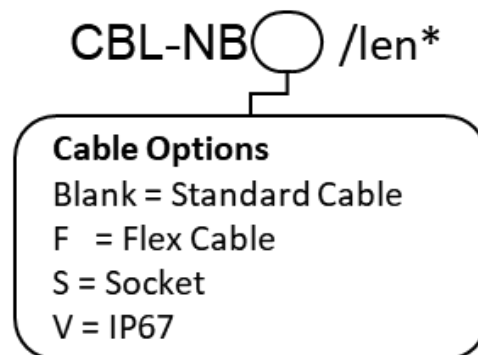 CBL-NB /len*
Cable Options
Blank = Standard Cable
F = Flex Cable
S = Socket
V = IP67